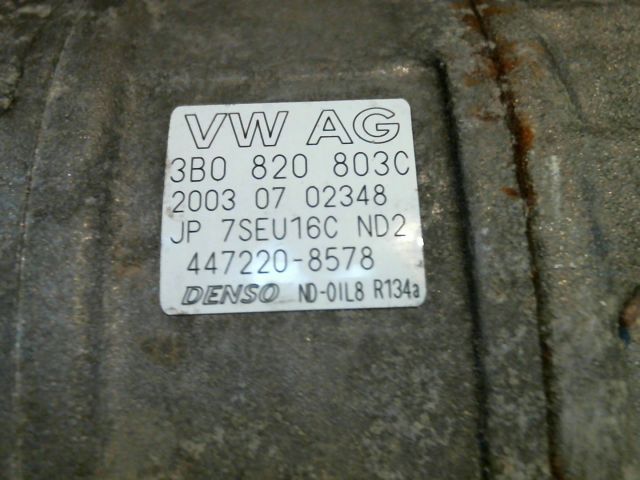 VW AG
3B0 820 803C
2003 07 02348
JP 7SEU16C ND2
447220-8578
DENSO ND-OIL8 R134a